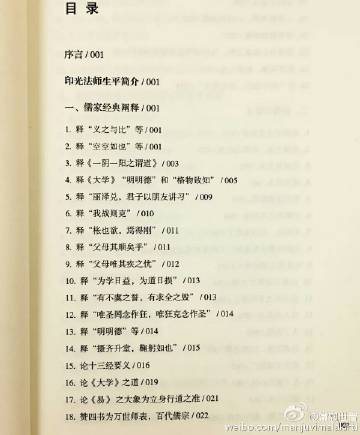 目 录
序言 / 001
印光法师生平简介 / 001
一、儒家经典阐释 / 001
1. 释“义之与比”等 / 001
2. 释“空空如也”等 / 001
3. 释《一阴一阳之谓道》/ 003
4. 释《大学》“明明德”和“格物致知” / 005
5. 释“丽泽兑，君子以朋友讲习” / 009
6. 释“我战则克” / 010
7. 释“枨也欲，焉得刚” / 011
8. 释“父母其顺矣乎” / 011
9. 释“父母唯其疾之忧” / 012
10. 释“为学日益，为道日损” / 013
11. 释“有不虞之誉，有求全之毁” / 013
12. 释“唯圣罔念作狂，唯狂克念作圣” / 014
13. 释“明明德”等 / 014
14. 释“摄齐升堂，鞠躬如也” / 015
15. 论十三经要义 / 016
16. 论《大学》之道 / 019
17. 论《易》之大象为立身行道之准 / 021
18. 赞四书为万世师表，百代儒宗 / 022
weibo.com/manjuvimala